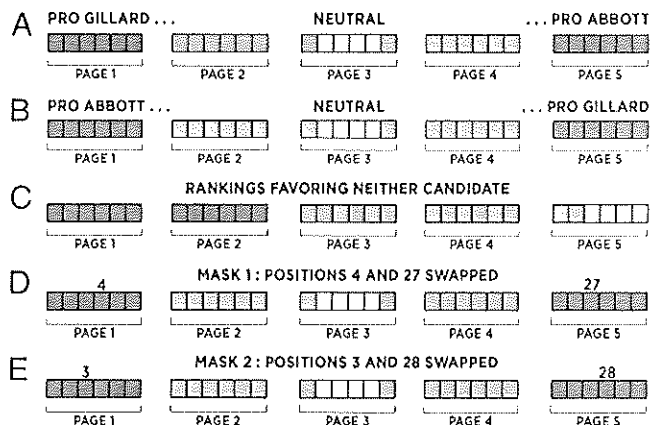 A PRO GILLARD... NEUTRAL ...PRO ABBOTT
PAGE 1 PAGE 2 PAGE 3 PAGE 4 PAGE 5
B PRO ABBOTT... NEUTRAL ...PRO GILLARD
PAGE 1 PAGE 2 PAGE 3 PAGE 4 PAGE 5
C RANKINGS FAVORING NEITHER CANDIDATE
PAGE 1 PAGE 2 PAGE 3 PAGE 4 PAGE 5
D MASK 1: POSITIONS 4 AND 27 SWAPPED
4 27
PAGE 1 PAGE 2 PAGE 3 PAGE 4 PAGE 5
E MASK 2: POSITIONS 3 AND 28 SWAPPED
3 28
PAGE 1 PAGE 2 PAGE 3 PAGE 4 PAGE 5